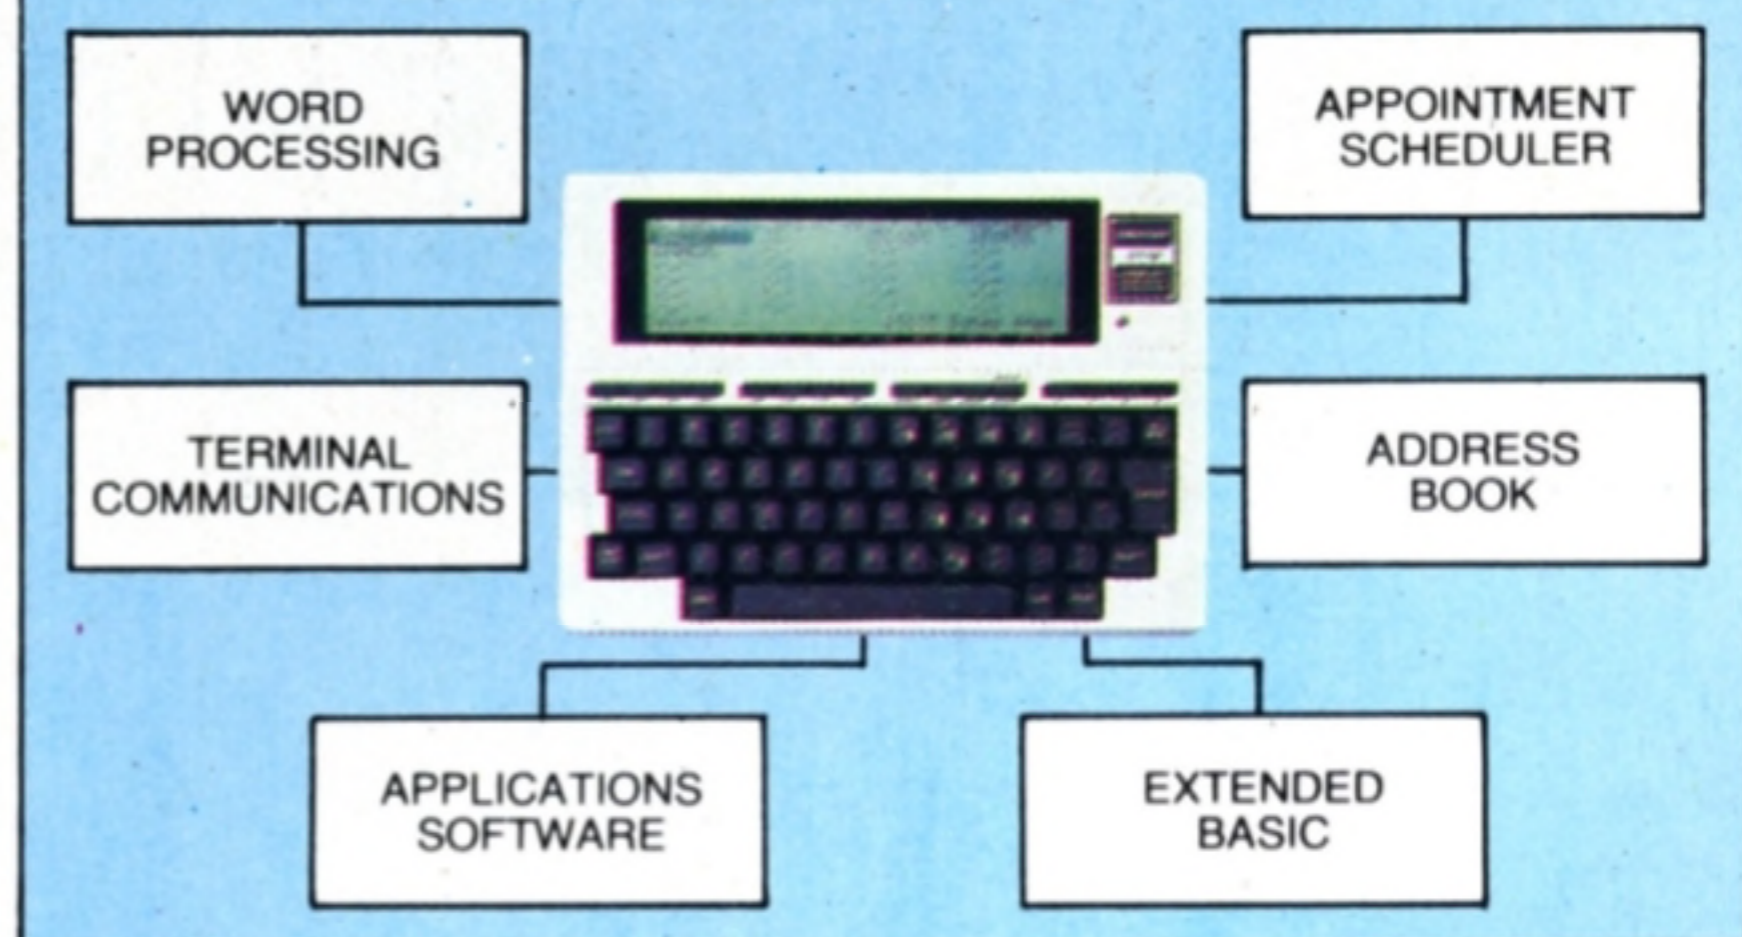 WORD
PROCESSING
APPOINTMENT
SCHEDULER
TERMINAL
COMMUNICATIONS
ADDRESS
BOOK
APPLICATIONS
SOFTWARE
EXTENDED
BASIC